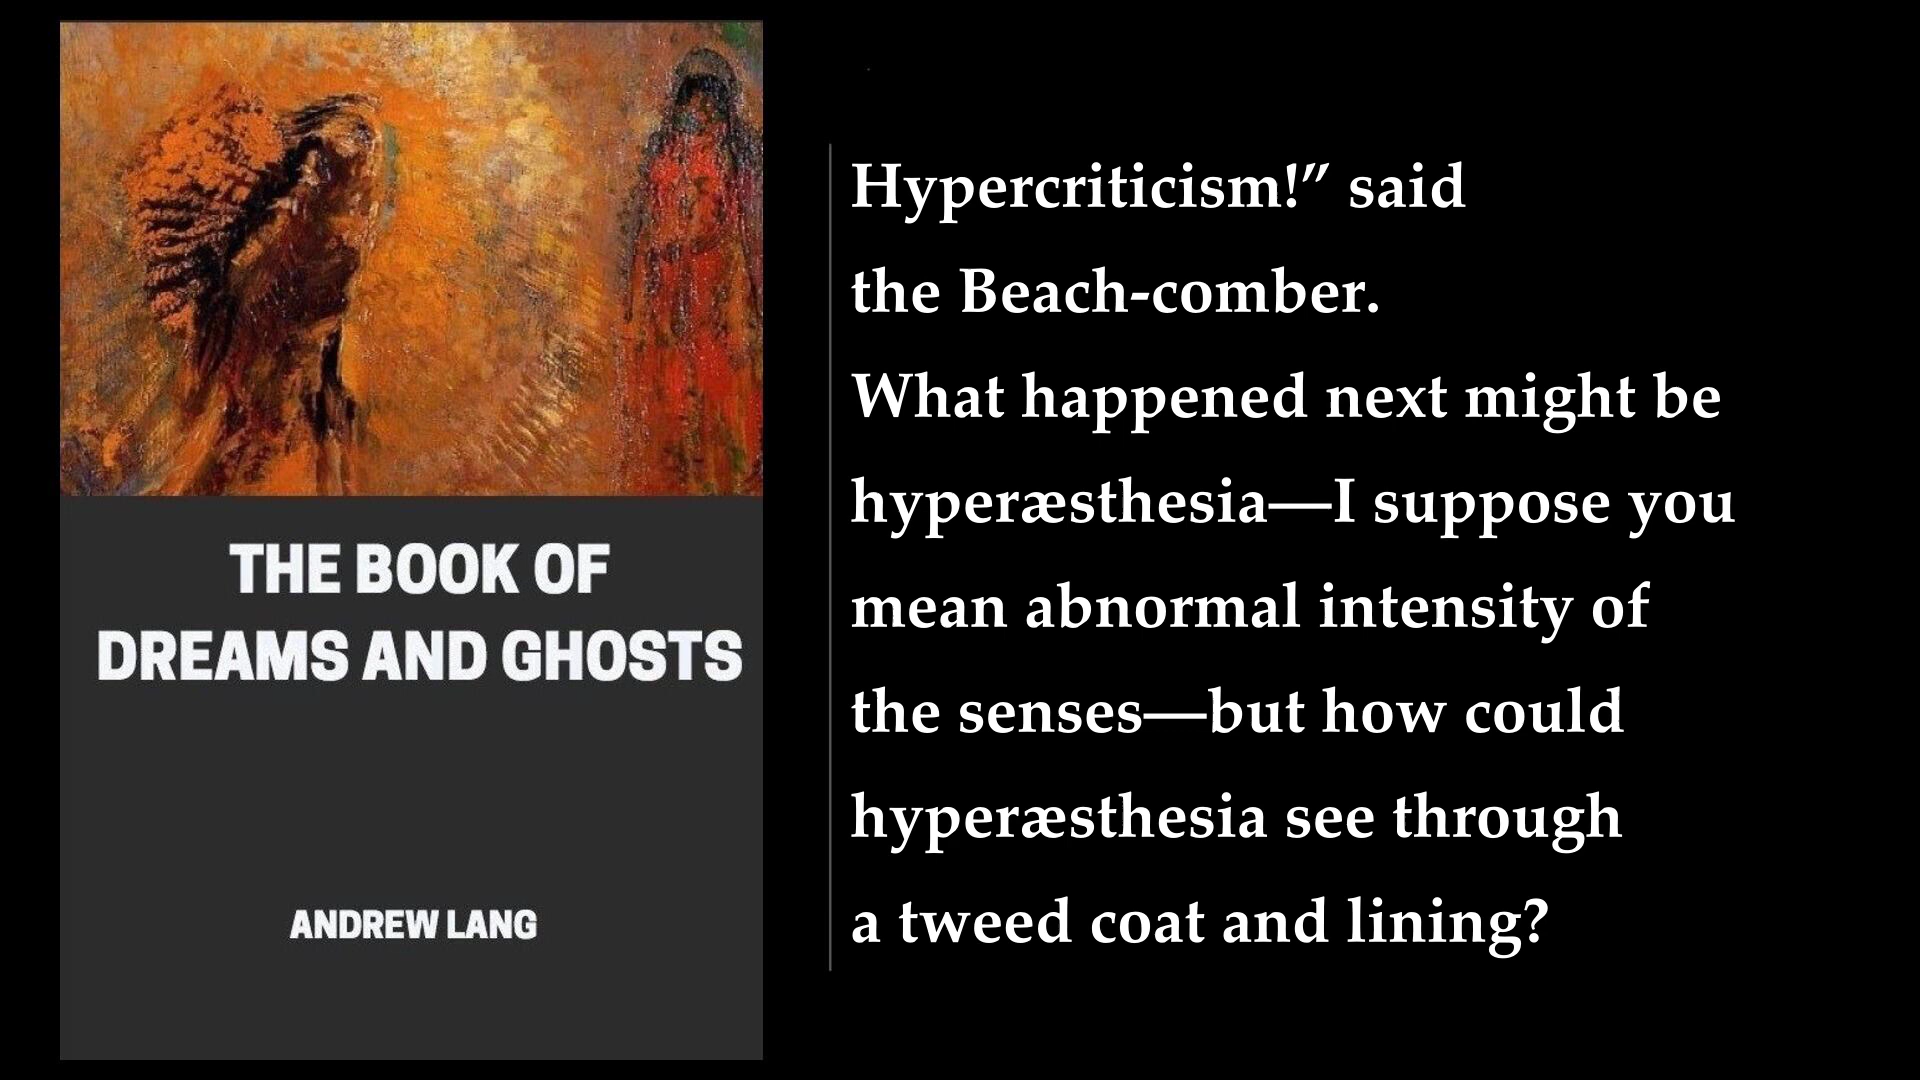 THE BOOK OF
DREAMS AND GHOSTS
ANDREW LANG
Hypercriticism!” said
the Beach-comber.
What happened next might be
hyperæsthesia—I suppose you
mean abnormal intensity of
the senses—but how could
hyperæsthesia see through
a tweed coat and lining?